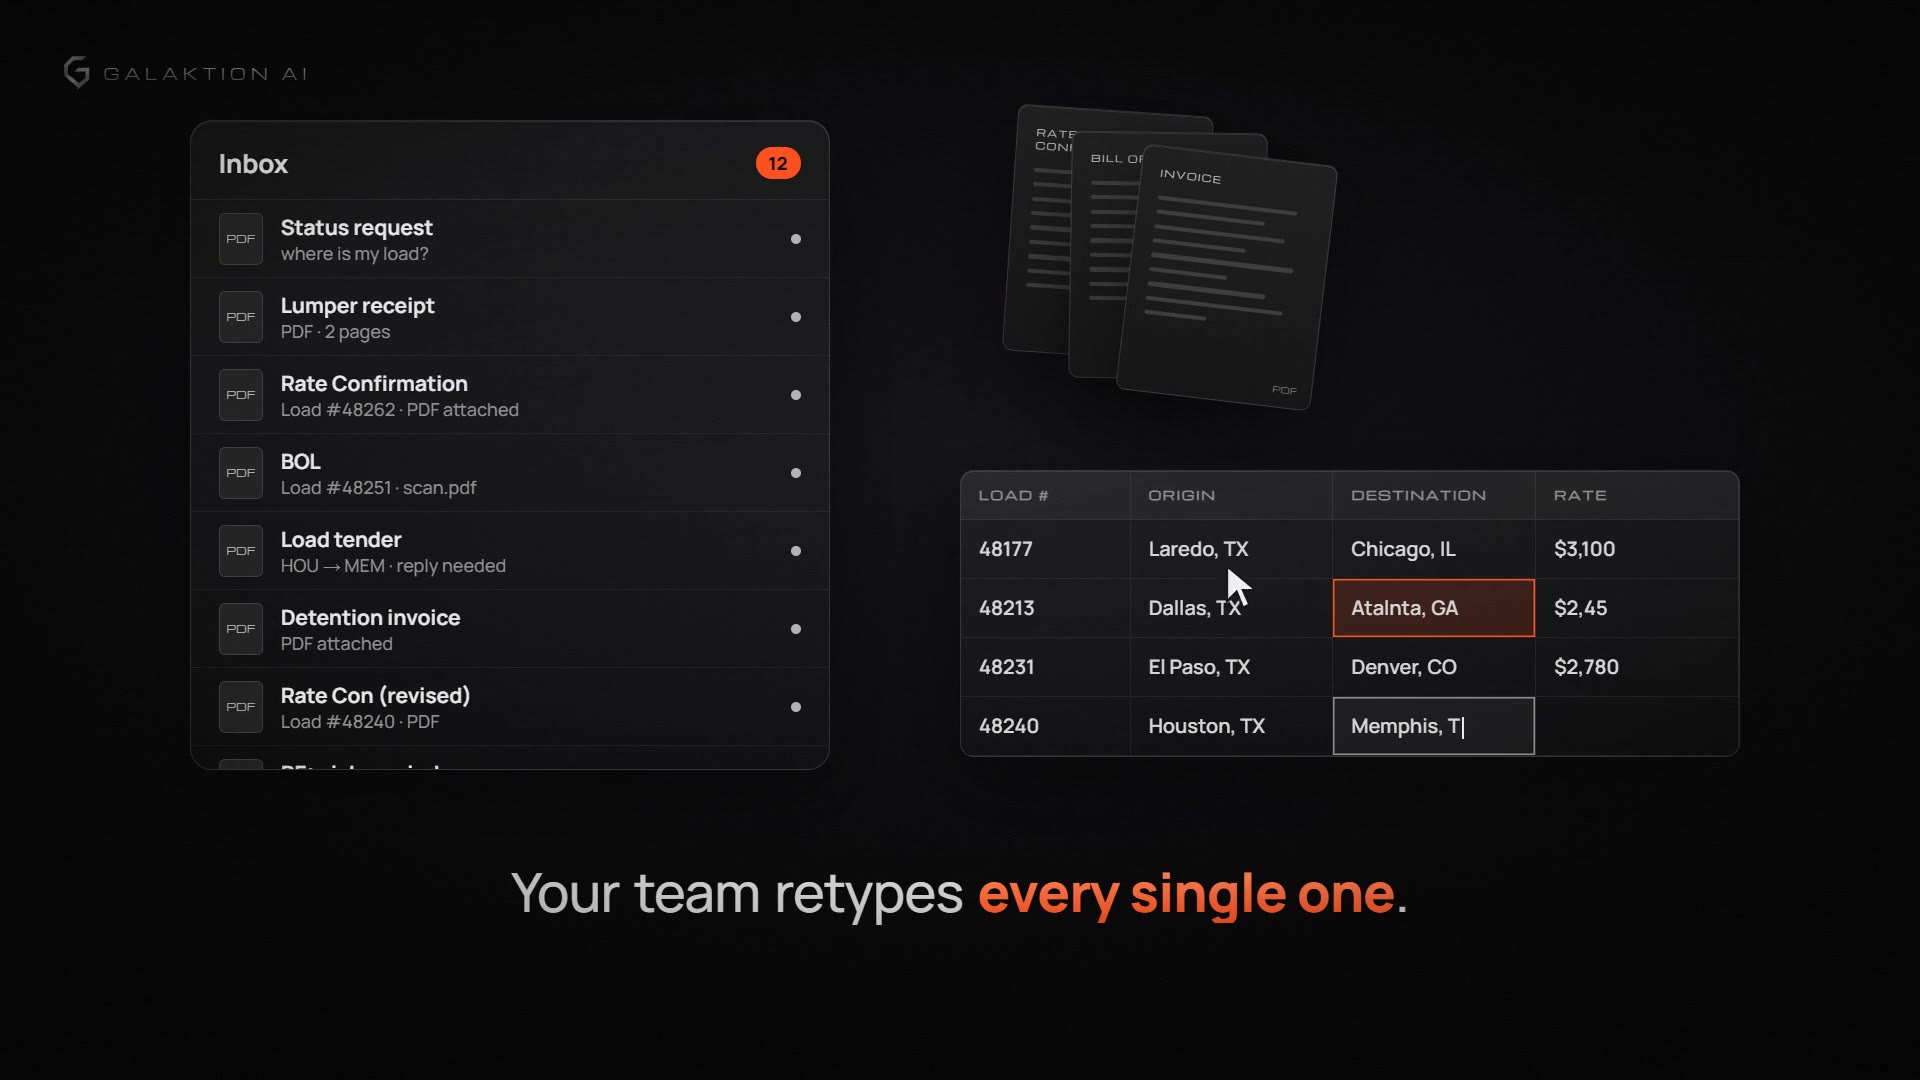 GALAKTION AI
Inbox
12
PDF
Status request
where is my load?
PDF
Lumper receipt
PDF · 2 pages
PDF
Rate Confirmation
Load #48262 · PDF attached
PDF
BOL
Load #48251 · scan.pdf
PDF
Load tender
HOU → MEM · reply needed
PDF
Detention invoice
PDF attached
PDF
Rate Con (revised)
Load #48240 · PDF
RATE
CON
BILL OF
INVOICE
PDF
LOAD # ORIGIN DESTINATION RATE
48177 Laredo, TX Chicago, IL $3,100
48213 Dallas, TX Atalnta, GA $2,45
48231 El Paso, TX Denver, CO $2,780
48240 Houston, TX Memphis, T
Your team retypes every single one.